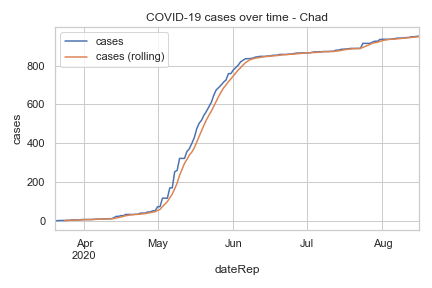 COVID-19 cases over time - Chad
cases
cases (rolling)
800
600
400
200
0
cases
Apr
2020
May
Jun
Jul
Aug
dateRep